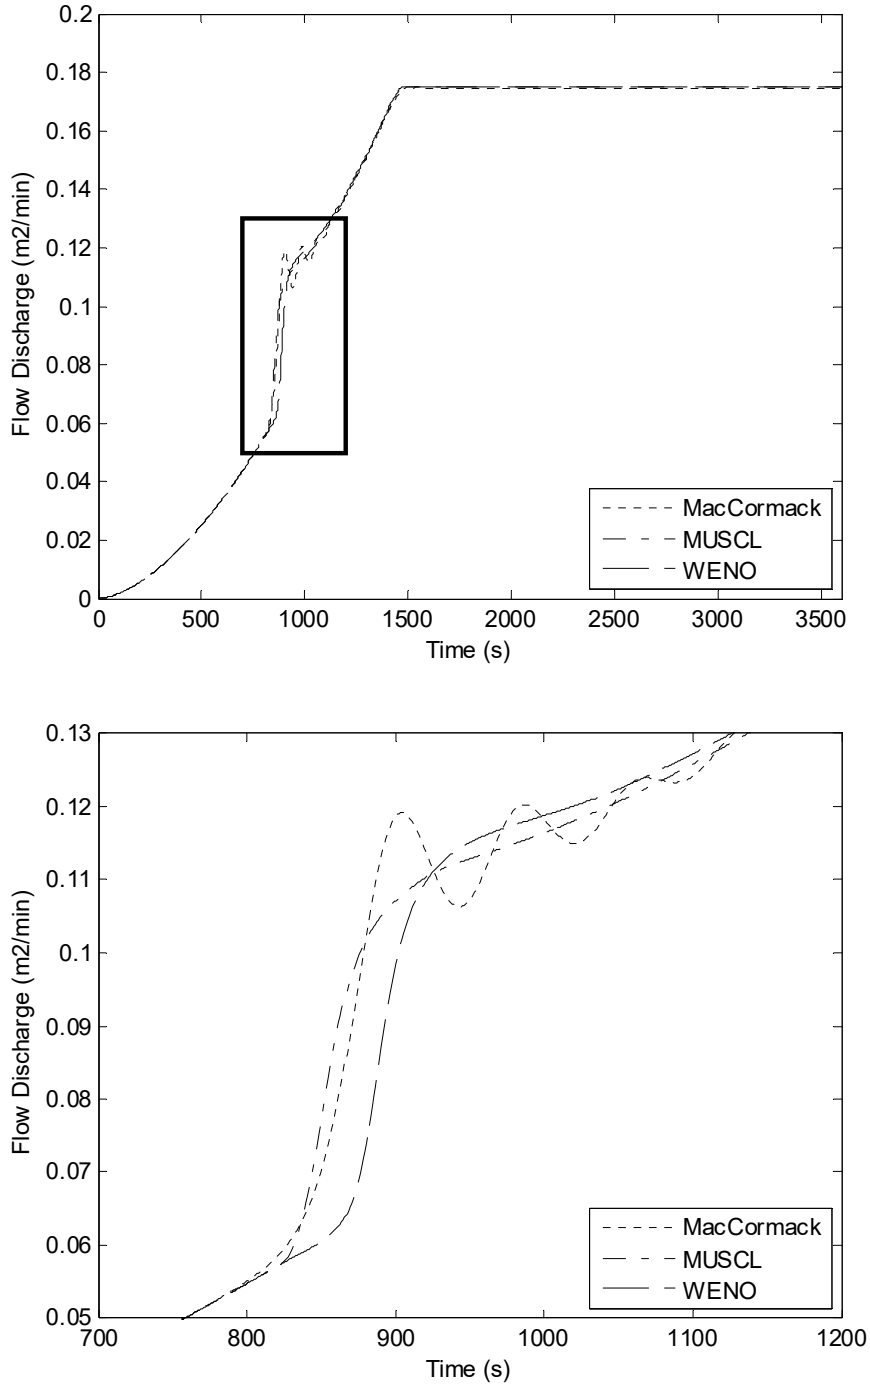 0.2
0.18
0.16
0.14
0.12
0.1
0.08
0.06
0.04
0.02
0
Flow Discharge (m2/min)
MacCormack
MUSCL
WENO
0 500 1000 1500 2000 2500 3000 3500
Time (s)
0.13
0.12
0.11
0.1
0.09
0.08
0.07
0.06
0.05
Flow Discharge (m2/min)
MacCormack
MUSCL
WENO
700 800 900 1000 1100 1200
Time (s)